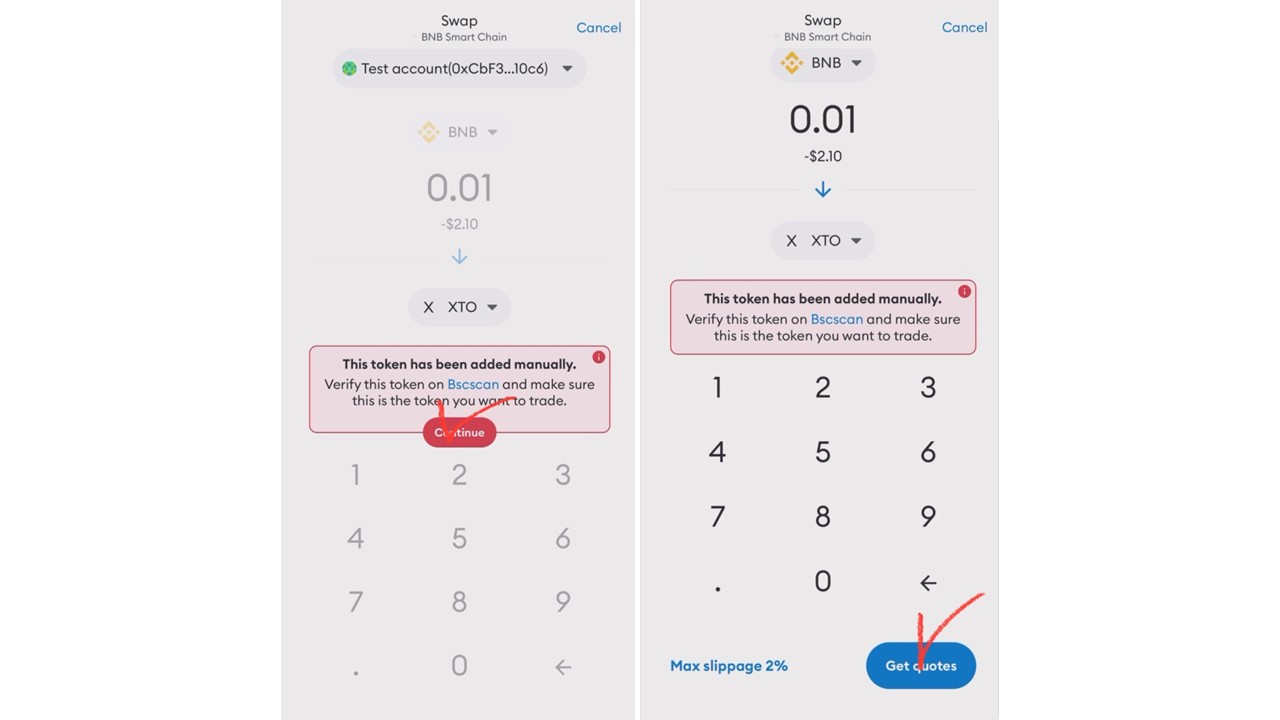 Swap
BNB Smart Chain
Cancel
Test account(0xCbF3...10c6)
BNB
0.01
-$2.10
X XTO
This token has been added manually.
Verify this token on Bscscan and make sure
this is the token you want to trade.
Continue
1 2 3
4 5 6
7 8 9
. 0
Swap
BNB Smart Chain
Cancel
BNB
0.01
-$2.10
X XTO
This token has been added manually.
Verify this token on Bscscan and make sure
this is the token you want to trade.
1 2 3
4 5 6
7 8 9
. 0
Max slippage 2%
Get quotes